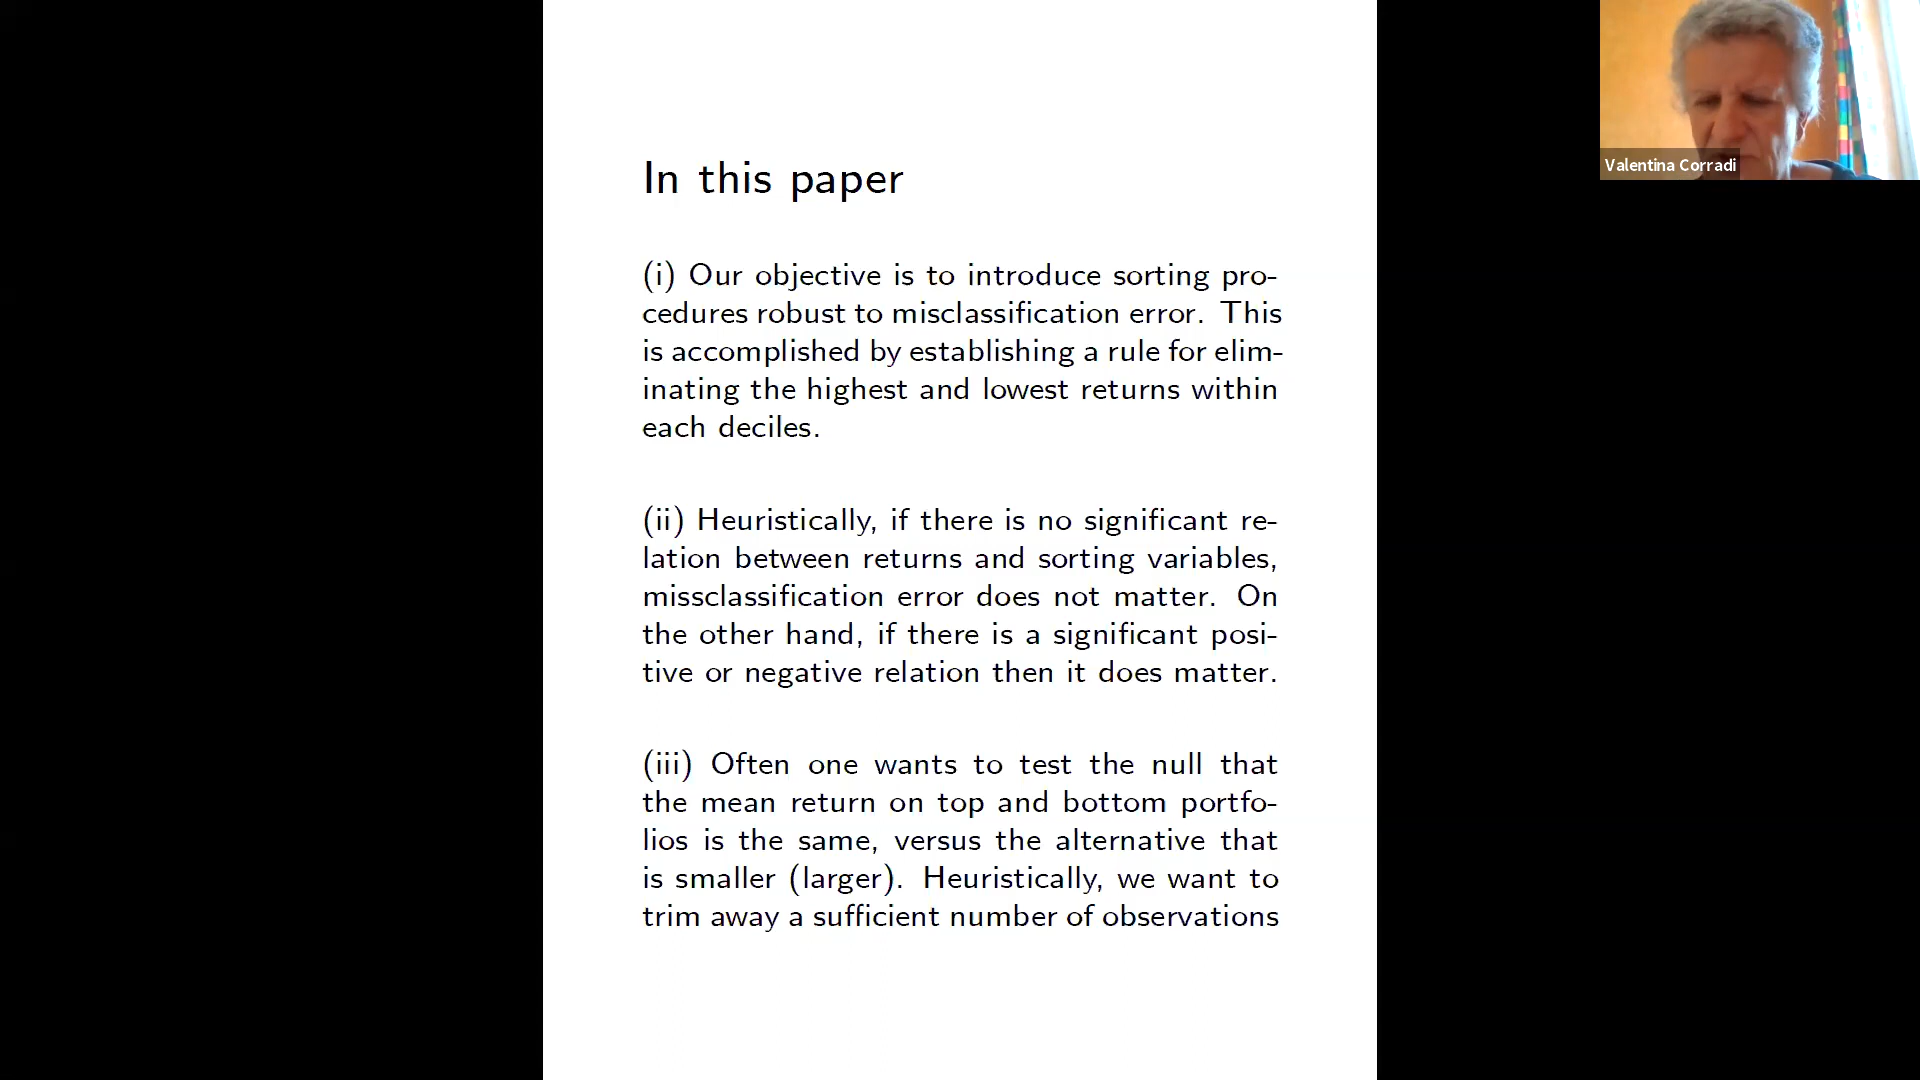 In this paper
(i) Our objective is to introduce sorting pro-
cedures robust to misclassification error. This
is accomplished by establishing a rule for elim-
inating the highest and lowest returns within
each deciles.
(ii) Heuristically, if there is no significant re-
lation between returns and sorting variables,
missclassification error does not matter. On
the other hand, if there is a significant posi-
tive or negative relation then it does matter.
(iii) Often one wants to test the null that
the mean return on top and bottom portfo-
lios is the same, versus the alternative that
is smaller (larger). Heuristically, we want to
trim away a sufficient number of observations
Valentina Corradi